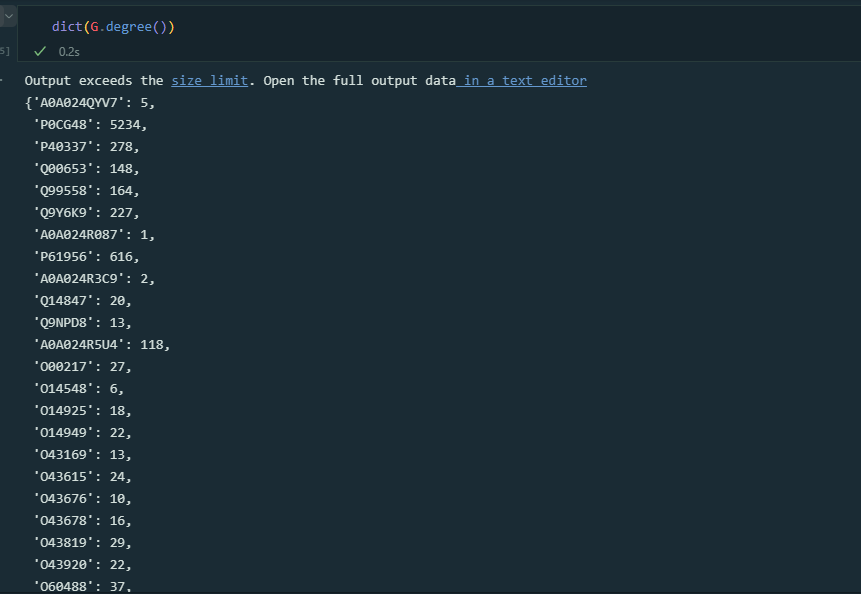 dict(G.degree())
5]
0.2s
Output exceeds the size limit. Open the full output data in a text editor
{'A0A024QYV7': 5,
'P0CG48': 5234,
'P40337': 278,
'Q00653': 148,
'Q99558': 164,
'Q9Y6K9': 227,
'A0A024R087': 1,
'P61956': 616,
'A0A024R3C9': 2,
'Q14847': 20,
'Q9NPD8': 13,
'A0A024R5U4': 118,
'O00217': 27,
'O14548': 6,
'O14925': 18,
'O14949': 22,
'O43169': 13,
'O43615': 24,
'O43676': 10,
'O43678': 16,
'O43819': 29,
'O43920': 22,
'O60488': 37,